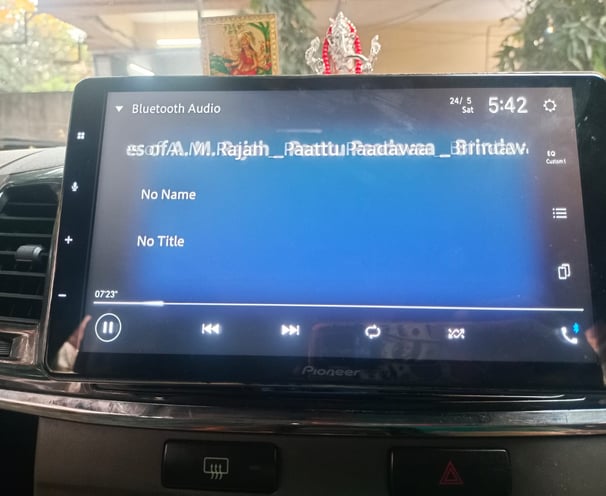 Bluetooth Audio
24/ 5
Sat
5:42
es of A. M. Rajah _ Paattu Paadavaa _ Brindav
EQ
Custom1
No Name
No Title
07'23"
Pioneer